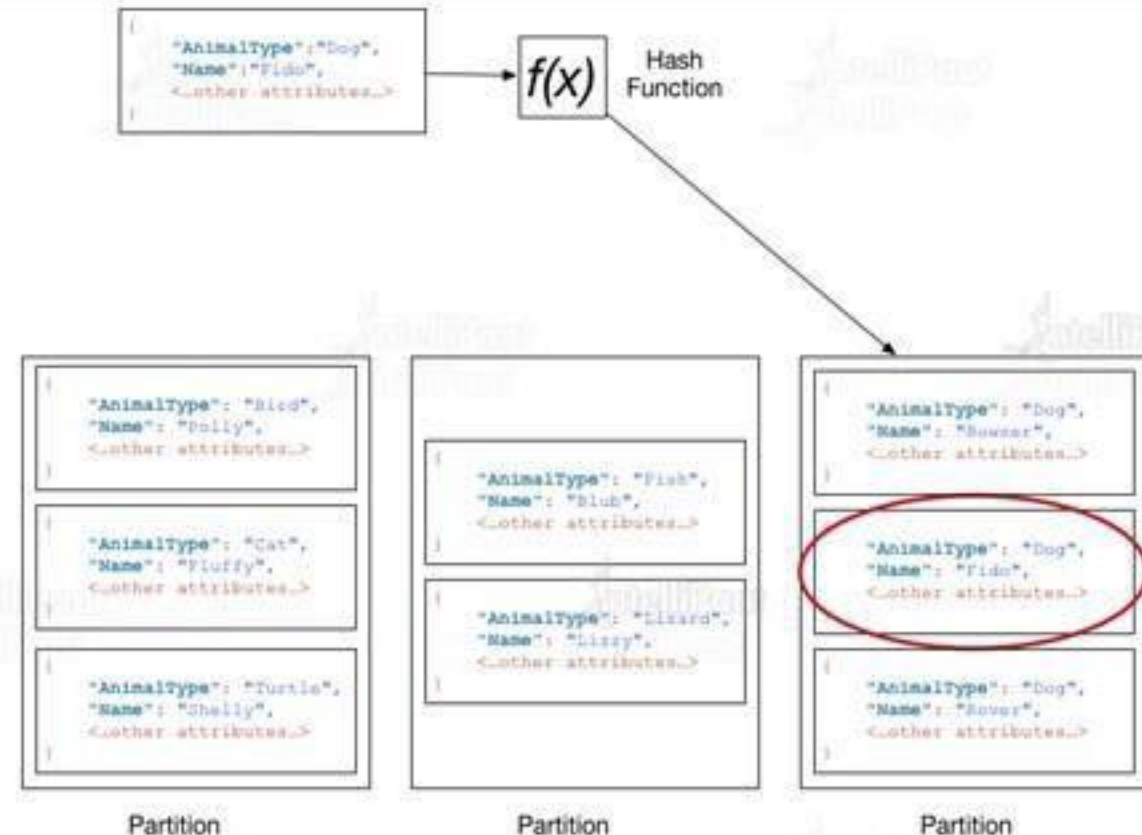 {
"AnimalType":"Dog",
"Name":"Fido",
<…other attributes…>
}
f(x)
Hash
Function
{
"AnimalType": "Bird",
"Name": "Polly",
<…other attributes…>
}
{
"AnimalType": "Cat",
"Name": "Fluffy",
<…other attributes…>
}
{
"AnimalType": "Turtle",
"Name": "Shelly",
<…other attributes…>
}
Partition
{
"AnimalType": "Fish",
"Name": "Blub",
<…other attributes…>
}
{
"AnimalType": "Lizard",
"Name": "Lizzy",
<…other attributes…>
}
Partition
{
"AnimalType": "Dog",
"Name": "Bowser",
<…other attributes…>
}
"AnimalType": "Dog",
"Name": "Fido",
<…other attributes…>
{
"AnimalType": "Dog",
"Name": "Rover",
<…other attributes…>
}
Partition